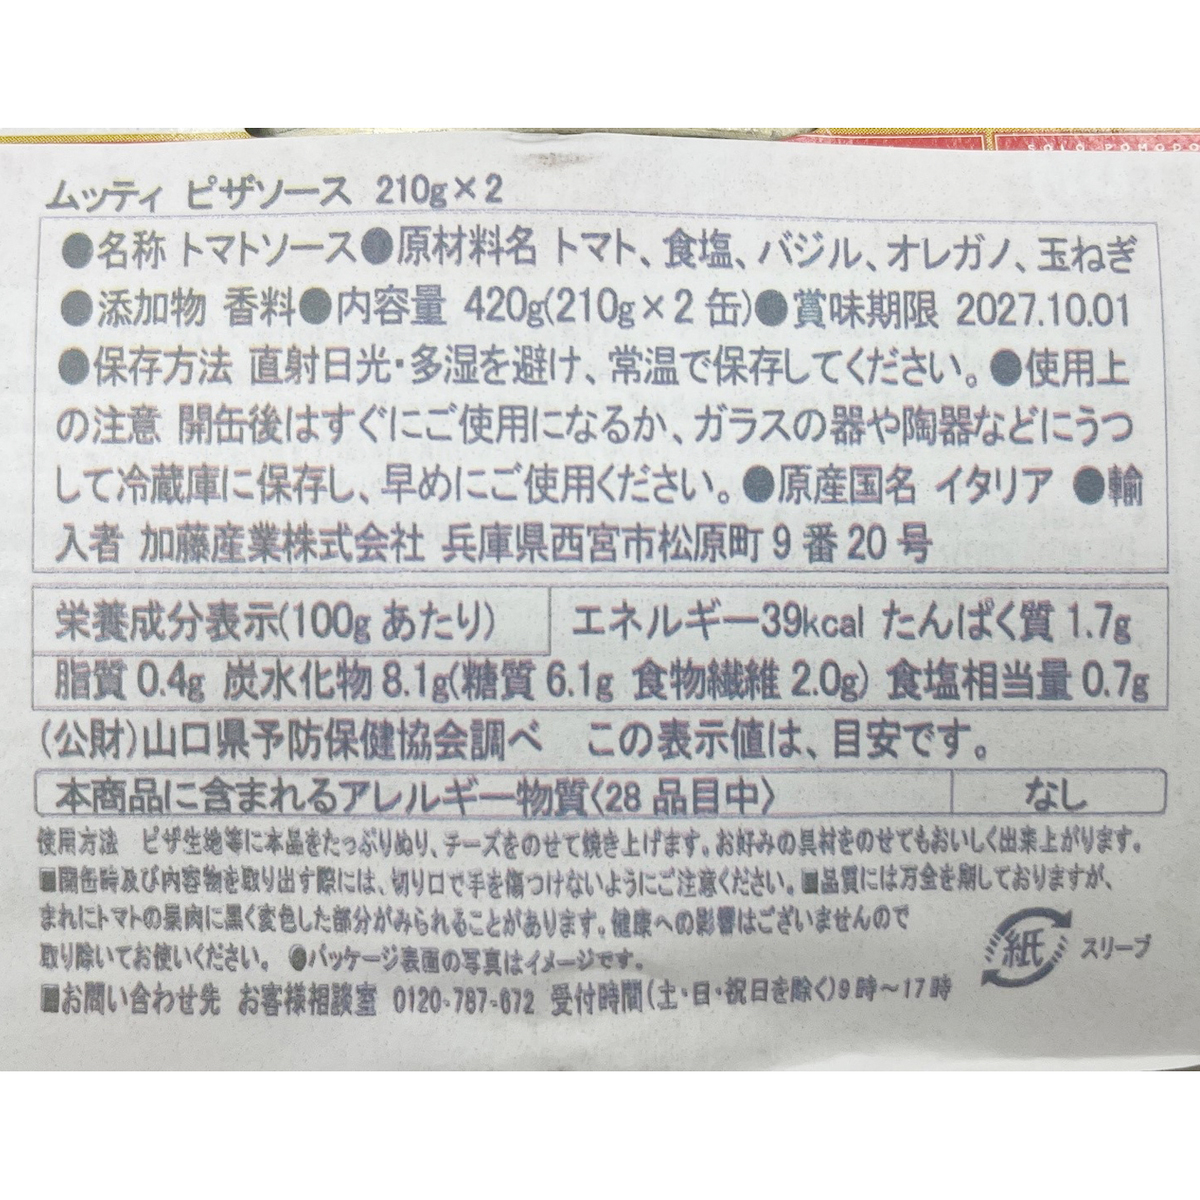 SOLO POMODO
ムッティ ピザソース 210g×2
●名称 トマトソース●原材料名 トマト、食塩、バジル、オレガノ、玉ねぎ
●添加物 香料●内容量 420g(210g×2缶)●賞味期限 2027.10.01
●保存方法 直射日光・多湿を避け、常温で保存してください。●使用上
の注意 開缶後はすぐにご使用になるか、ガラスの器や陶器などにうつ
して冷蔵庫に保存し、早めにご使用ください。●原産国名 イタリア ●輸
入者 加藤産業株式会社 兵庫県西宮市松原町9番20号
栄養成分表示(100gあたり) エネルギー39kcal たんぱく質1.7g
脂質0.4g 炭水化物8.1g(糖質6.1g 食物繊維2.0g) 食塩相当量0.7g
(公財)山口県予防保健協会調べ この表示値は、目安です。
本商品に含まれるアレルギー物質〈28品目中〉 なし
使用方法 ピザ生地等に本品をたっぷりぬり、チーズをのせて焼き上げます。お好みの具材をのせてもおいしく出来上がります。
■開缶時及び内容物を取り出す際には、切り口で手を傷つけないようにご注意ください。■品質には万全を期しておりますが、
まれにトマトの果肉に黒く変色した部分がみられることがあります。健康への影響はございませんので
取り除いてお使いください。 ●パッケージ表面の写真はイメージです。
紙 スリーブ
■お問い合わせ先 お客様相談室 0120-787-672 受付時間(土・日・祝日を除く)9時～17時